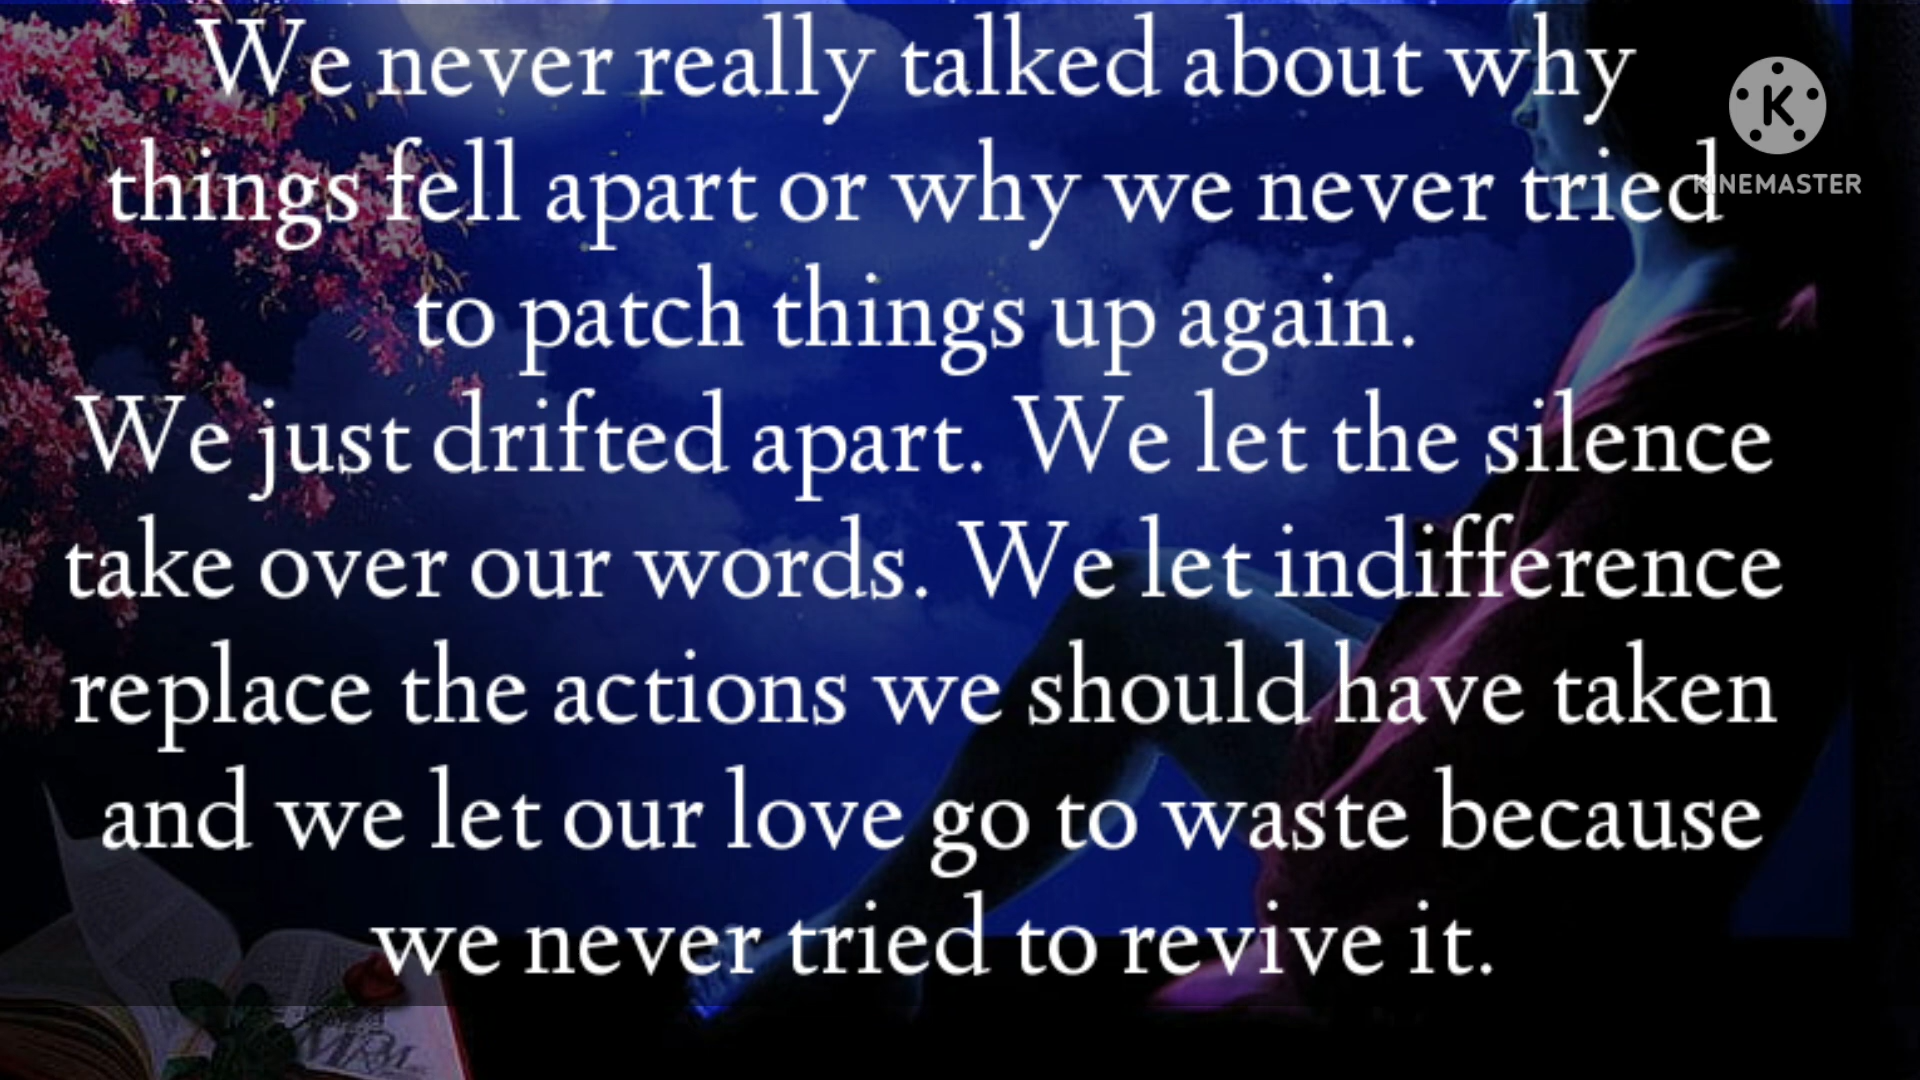 We never really talked about why
things fell apart or why we never tried
to patch things up again.
We just drifted apart. We let the silence
take over our words. We let indifference
replace the actions we should have taken
and we let our love go to waste because
we never tried to revive it.
K
KINEMASTER